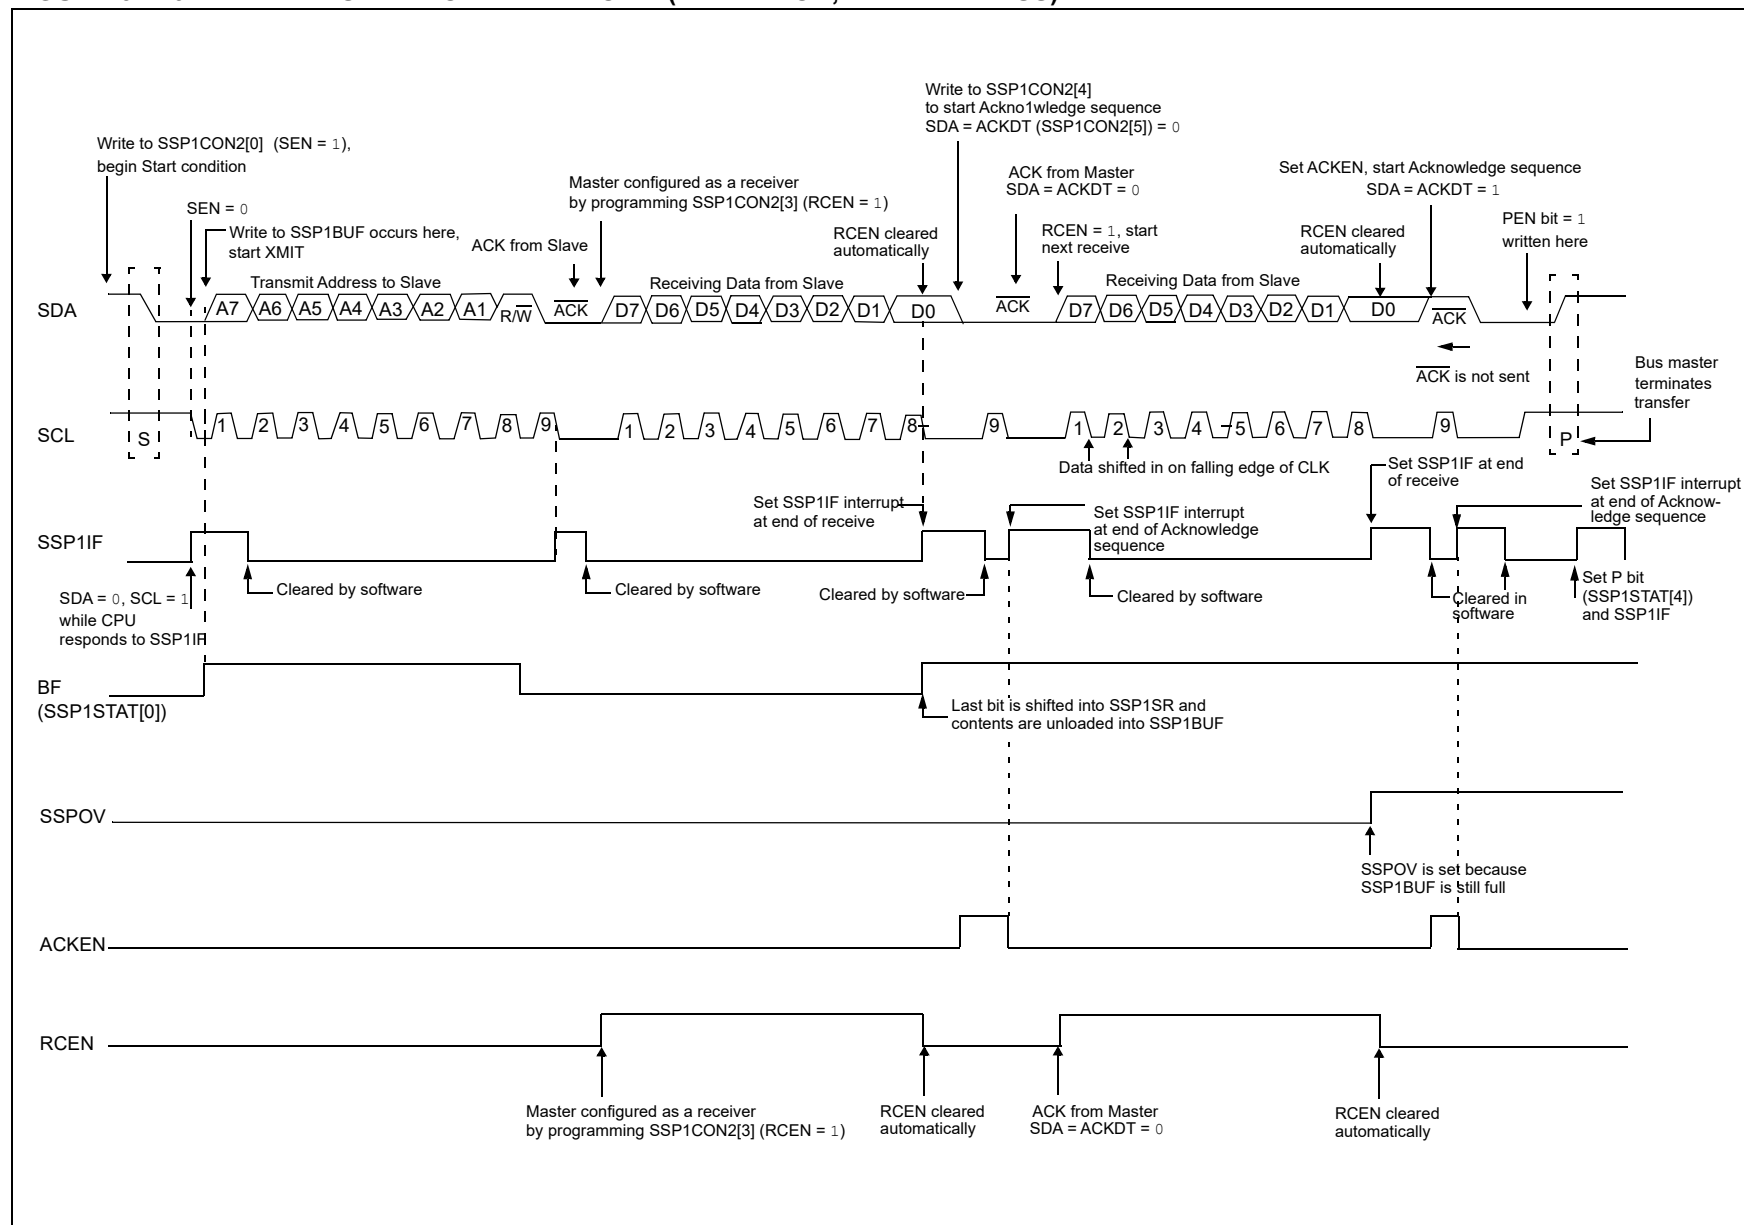 Write to SSP1CON2[4]
to start Ackno1wledge sequence
SDA = ACKDT (SSP1CON2[5]) = 0
Write to SSP1CON2[0] (SEN = 1),
begin Start condition
ACK from Master
SDA = ACKDT = 0
Set ACKEN, start Acknowledge sequence
SDA = ACKDT = 1
Master configured as a receiver
by programming SSP1CON2[3] (RCEN = 1)
SEN = 0
PEN bit = 1
written here
Write to SSP1BUF occurs here,
start XMIT
ACK from Slave
RCEN cleared
automatically
RCEN = 1, start
next receive
RCEN cleared
automatically
Transmit Address to Slave
Receiving Data from Slave
Receiving Data from Slave
SDA
A7 A6 A5 A4 A3 A2 A1 R/W ACK D7 D6 D5 D4 D3 D2 D1 D0 ACK D7 D6 D5 D4 D3 D2 D1 D0 ACK
ACK is not sent
Bus master
terminates
transfer
SCL
S 1 2 3 4 5 6 7 8 9 1 2 3 4 5 6 7 8 9 1 2 3 4 5 6 7 8 9 P
Data shifted in on falling edge of CLK
Set SSP1IF at end
of receive
Set SSP1IF interrupt
at end of receive
Set SSP1IF interrupt
at end of Acknowledge
sequence
Set SSP1IF interrupt
at end of Acknow-
ledge sequence
SSP1IF
Cleared by software
Cleared by software
Cleared by software
Cleared by software
Cleared in
software
Set P bit
(SSP1STAT[4])
and SSP1IF
SDA = 0, SCL = 1
while CPU
responds to SSP1IF
BF
(SSP1STAT[0])
Last bit is shifted into SSP1SR and
contents are unloaded into SSP1BUF
SSPOV
SSPOV is set because
SSP1BUF is still full
ACKEN
RCEN
Master configured as a receiver
by programming SSP1CON2[3] (RCEN = 1)
RCEN cleared
automatically
ACK from Master
SDA = ACKDT = 0
RCEN cleared
automatically